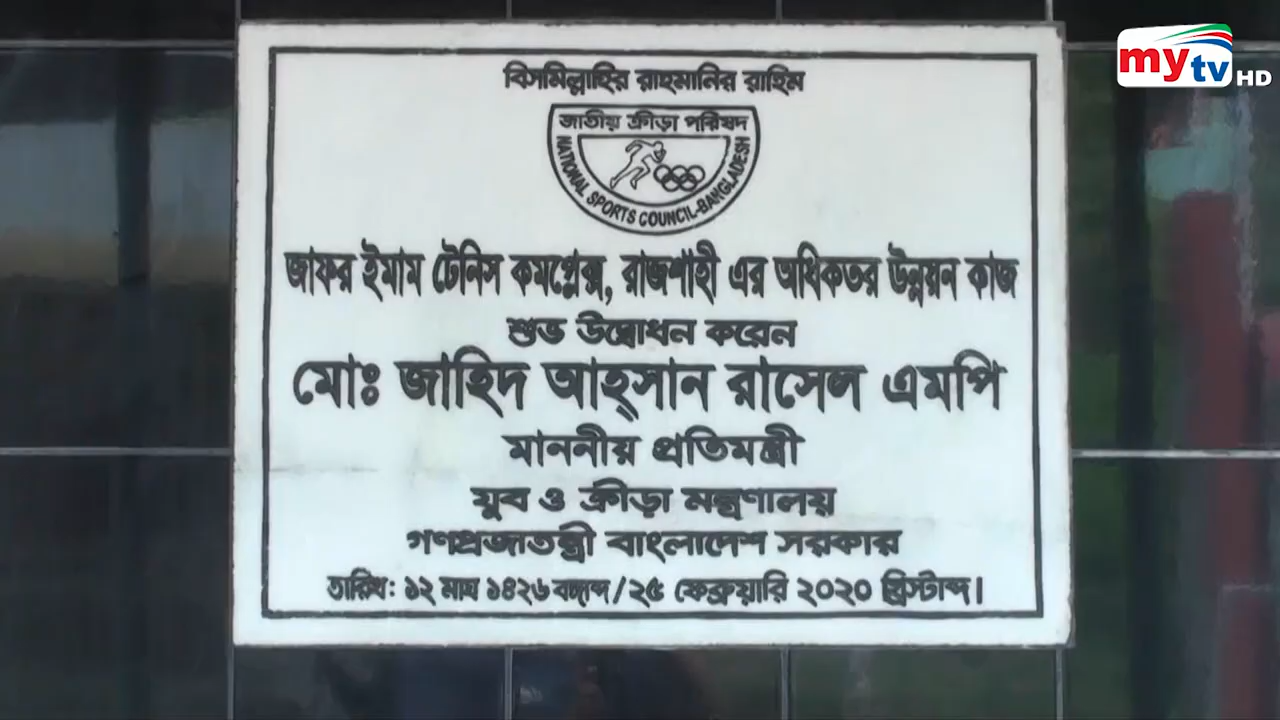 my tv HD
বিসমিল্লাহির রাহমানির রাহিম
জাতীয় ক্রীড়া পরিষদ
NATIONAL SPORTS COUNCIL-BANGLADESH
জাফর ইমাম টেনিস কমপ্লেক্স, রাজশাহী এর অধিকতর উন্নয়ন কাজ
শুভ উদ্বোধন করেন
মোঃ জাহিদ আহ্সান রাসেল এমপি
মাননীয় প্রতিমন্ত্রী
যুব ও ক্রীড়া মন্ত্রণালয়
গণপ্রজাতন্ত্রী বাংলাদেশ সরকার
তারিখ: ১২ মাঘ ১৪২৬ বঙ্গাব্দ/২৫ ফেব্রুয়ারি ২০২০ খ্রিস্টাব্দ।